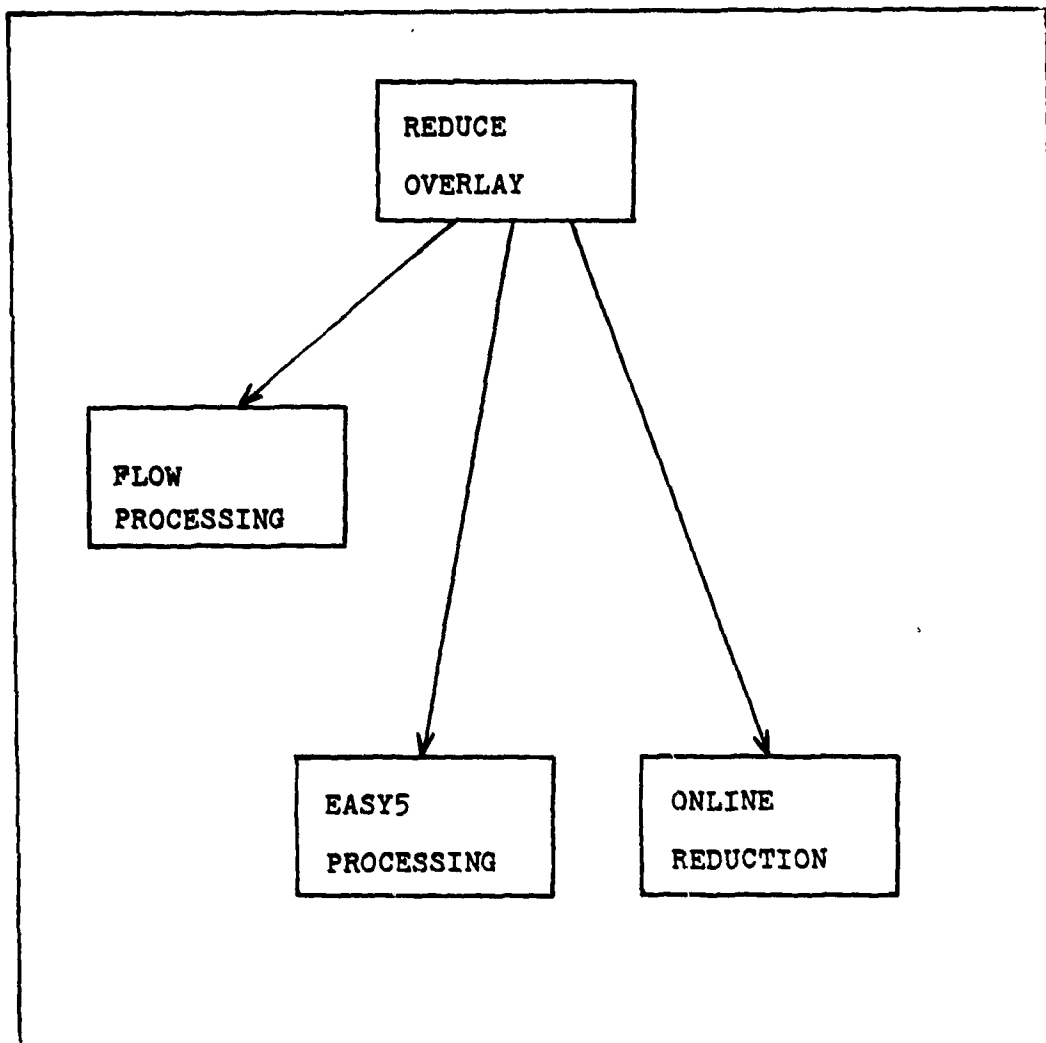 REDUCE
OVERLAY
FLOW
PROCESSING
EASY5
PROCESSING
ONLINE
REDUCTION